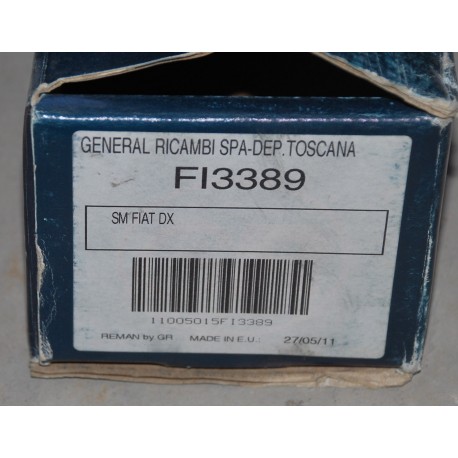 GENERAL RICAMBI SPA-DEP.TOSCANA
FI3389
SM FIAT DX
11005015FI3389
REMAN by GR MADE IN E.U.: 27/05/11